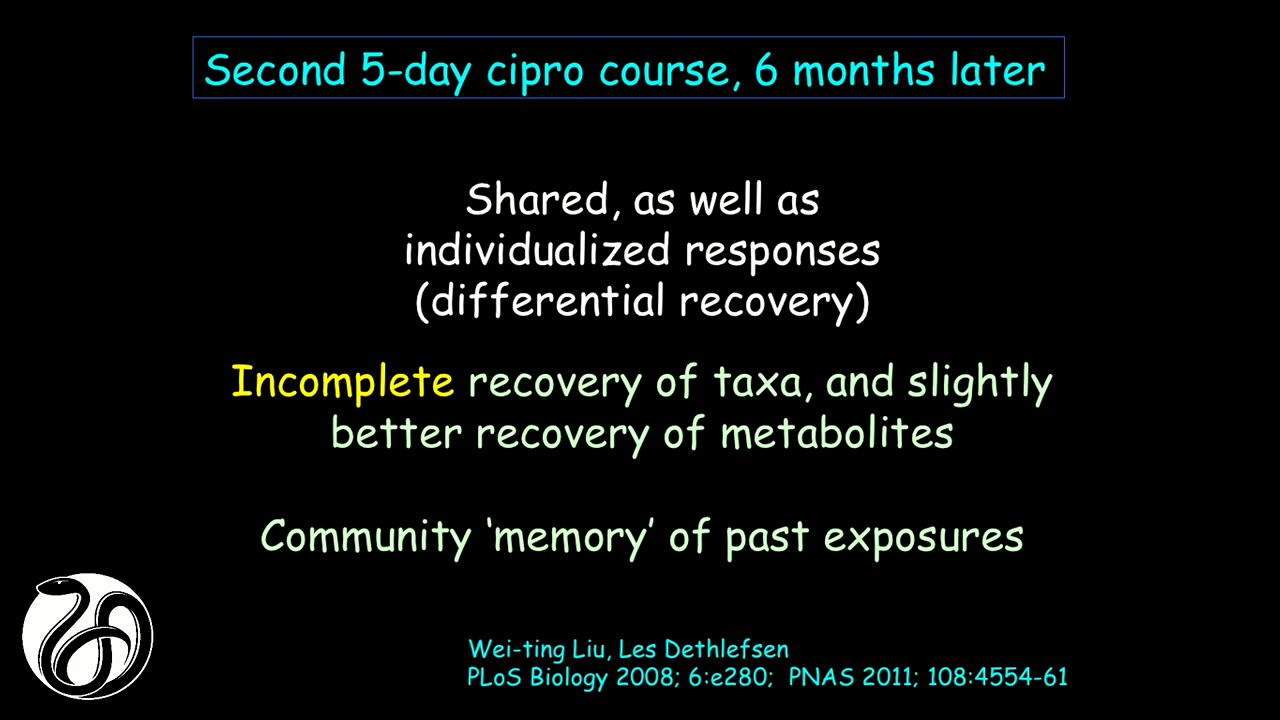 Second 5-day cipro course, 6 months later
Shared, as well as
individualized responses
(differential recovery)
Incomplete recovery of taxa, and slightly
better recovery of metabolites
Community ‘memory’ of past exposures
Wei-ting Liu, Les Dethlefsen
PLoS Biology 2008; 6:e280;  PNAS 2011; 108:4554-61